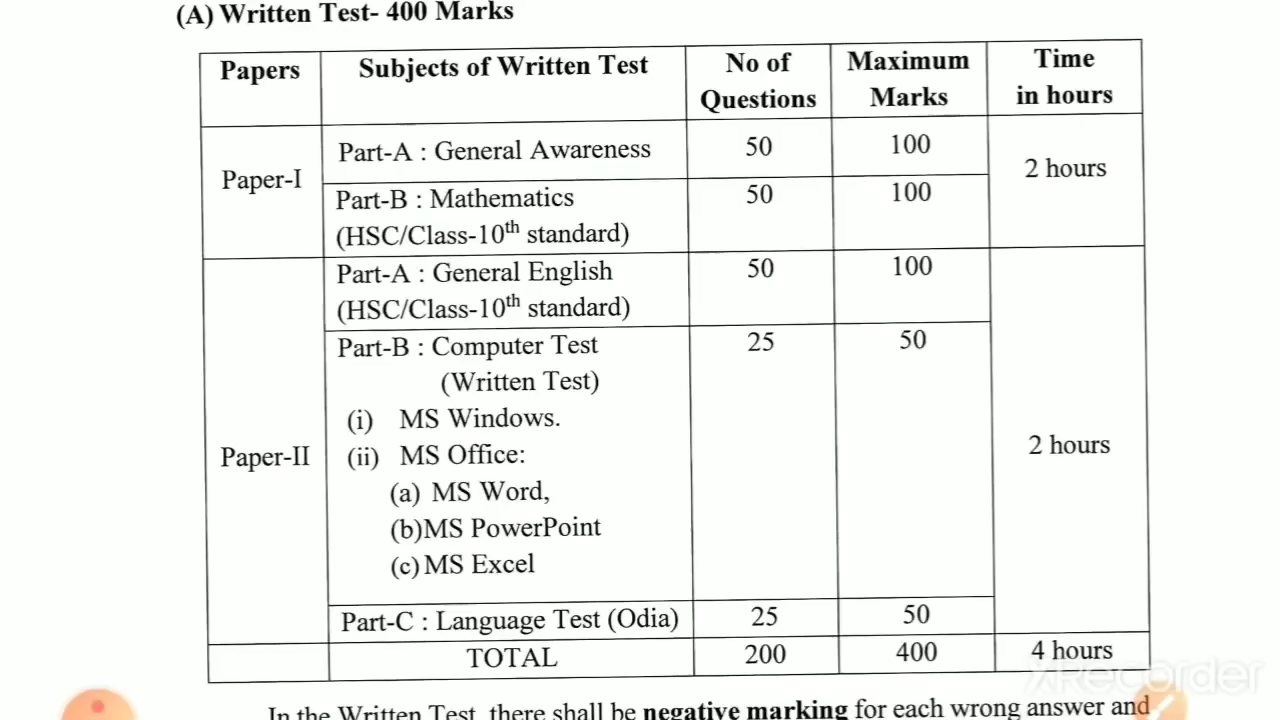 (A) Written Test- 400 Marks
Papers
Subjects of Written Test
No of
Questions
Maximum
Marks
Time
in hours
Paper-I
Part-A : General Awareness
50
100
2 hours
Part-B : Mathematics
(HSC/Class-10th standard)
50
100
Paper-II
Part-A : General English
(HSC/Class-10th standard)
50
100
2 hours
Part-B : Computer Test
(Written Test)
25
50
(i) MS Windows.
(ii) MS Office:
(a) MS Word,
(b)MS PowerPoint
(c) MS Excel
Part-C : Language Test (Odia)
25
50
TOTAL
200
400
4 hours
XRecorder
In the Written Test, there shall be negative marking for each wrong answer and